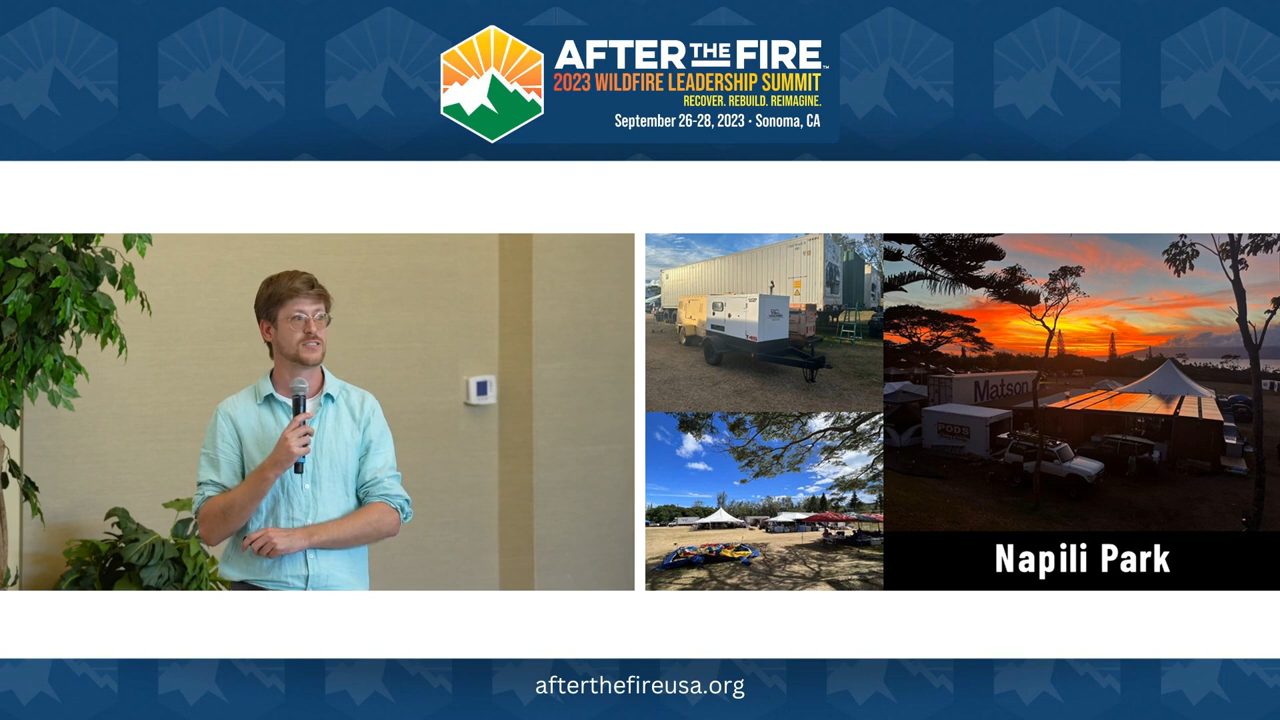 AFTER THE FIRE™
2023 WILDFIRE LEADERSHIP SUMMIT
RECOVER. REBUILD. REIMAGINE.
September 26-28, 2023 • Sonoma, CA
Matson
PODS
Napili Park
afterthefireusa.org